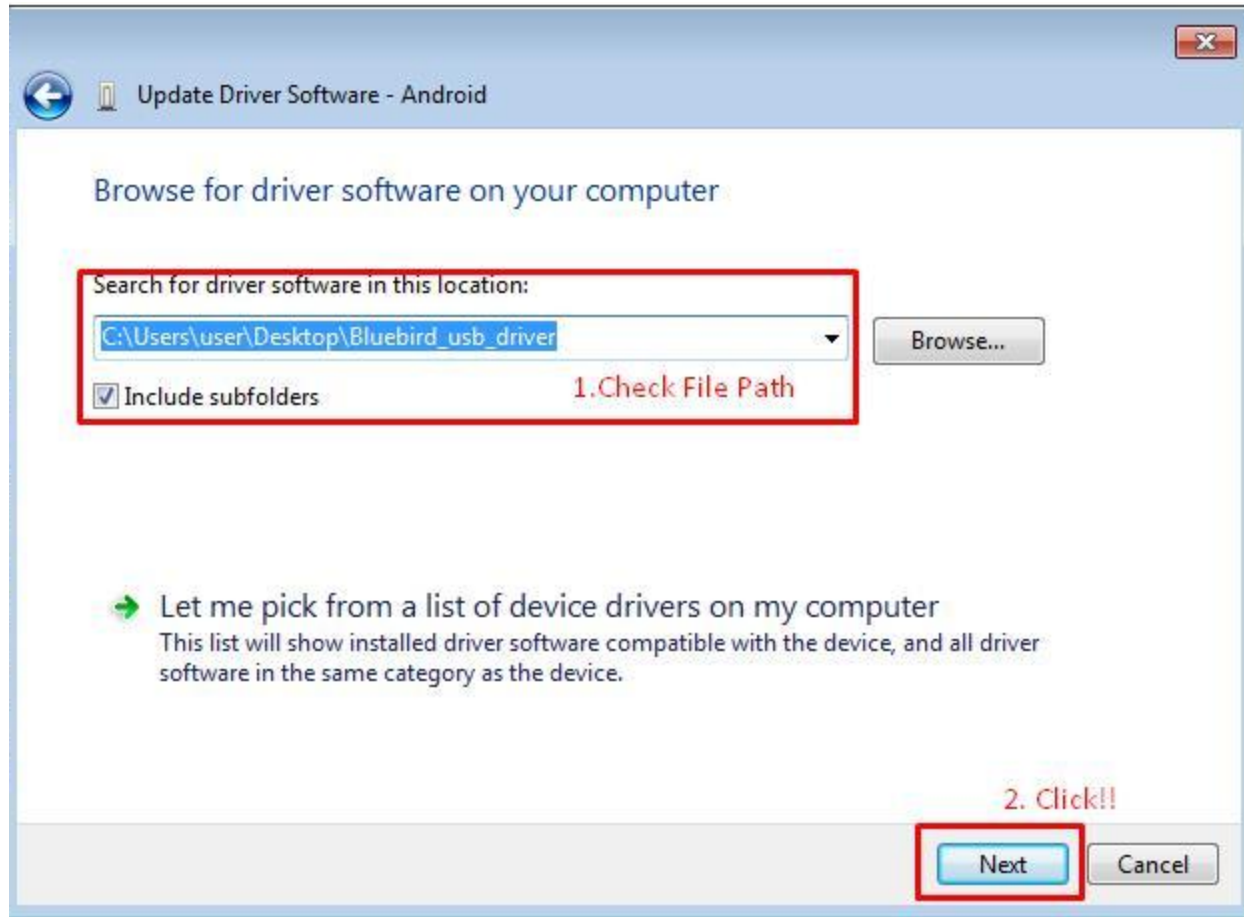 Update Driver Software - Android
Browse for driver software on your computer
Search for driver software in this location:
C:\Users\user\Desktop\Bluebird_usb_driver
Browse...
Include subfolders
1.Check File Path
Let me pick from a list of device drivers on my computer
This list will show installed driver software compatible with the device, and all driver
software in the same category as the device.
2. Click!!
Next
Cancel